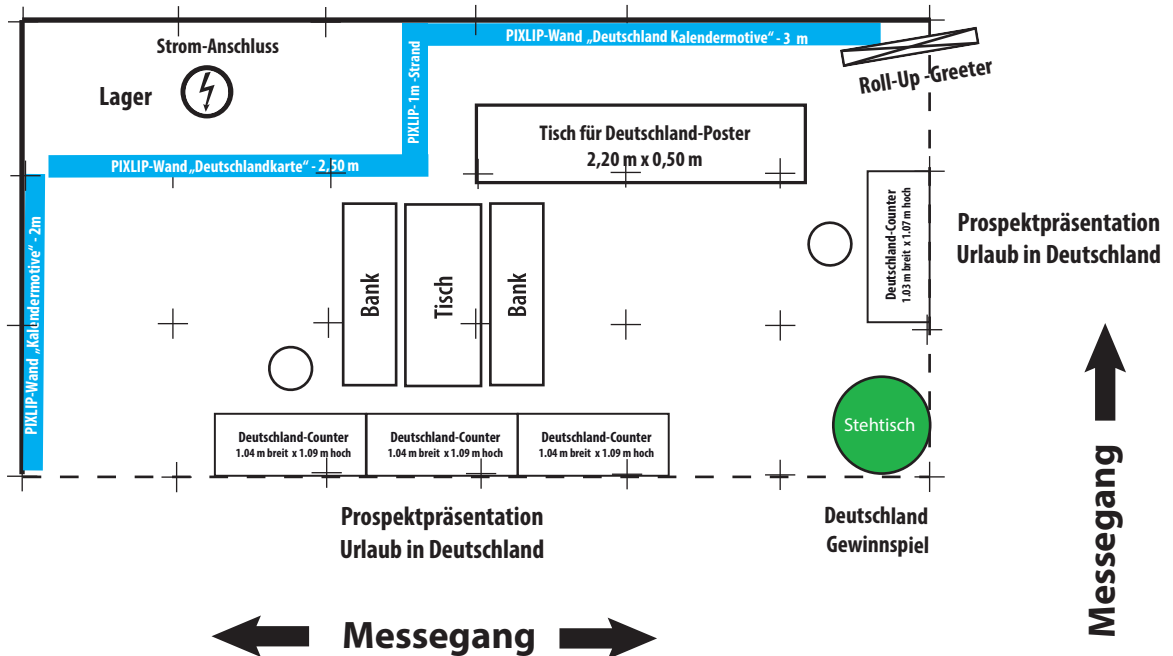 PIXLIP-Wand „Deutschland Kalendermotive“ - 3 m
Strom-Anschluss
Lager
PIXLIP- 1m -Strand
Roll-Up -Greeter
Tisch für Deutschland-Poster
2,20 m x 0,50 m
PIXLIP-Wand „Deutschlandkarte“ - 2,50 m
PIXLIP-Wand „Kalendermotive“ - 2m
Bank
Tisch
Bank
Deutschland-Counter
1.03 m breit x 1.07 m hoch
Prospektpräsentation
Urlaub in Deutschland
Deutschland-Counter
1.04 m breit x 1.09 m hoch
Deutschland-Counter
1.04 m breit x 1.09 m hoch
Deutschland-Counter
1.04 m breit x 1.09 m hoch
Stehtisch
Prospektpräsentation
Urlaub in Deutschland
Deutschland
Gewinnspiel
Messegang
Messegang